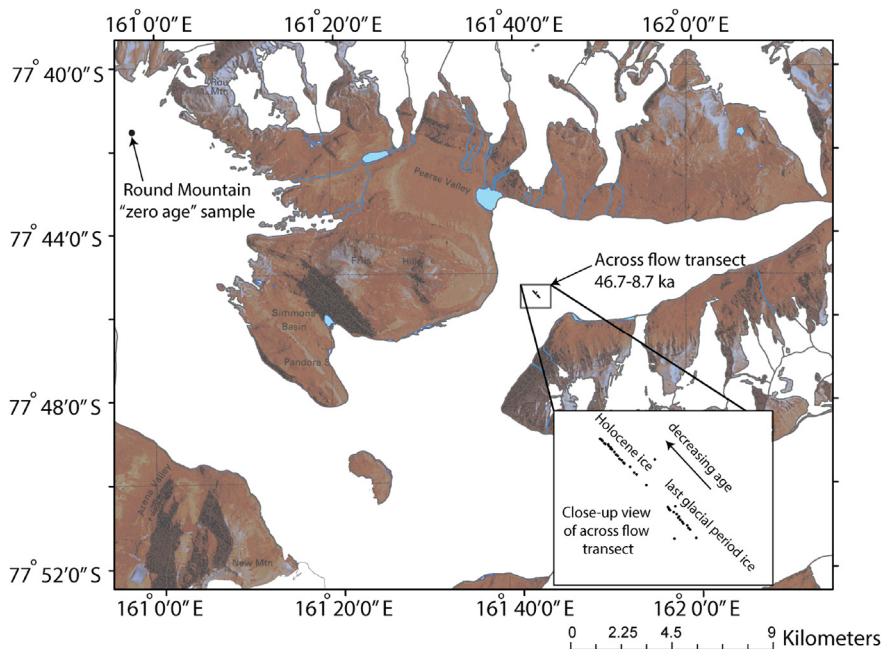 161° 0'0"E 161° 20'0"E 161° 40'0"E 162° 0'0"E
77° 40'0"S
Rou
Mtn
Round Mountain
“zero age” sample
Pearse Valley
77° 44'0"S
Across flow transect
46.7-8.7 ka
Friis Hills
Simmons
Basin
Pandora S
77° 48'0"S
Holocene ice
decreasing age
last glacial period ice
Close-up view
of across flow
transect
Arena Valley
New Mtn
77° 52'0"S
161° 0'0"E 161° 20'0"E 161° 40'0"E 162° 0'0"E
0 2.25 4.5 9 Kilometers